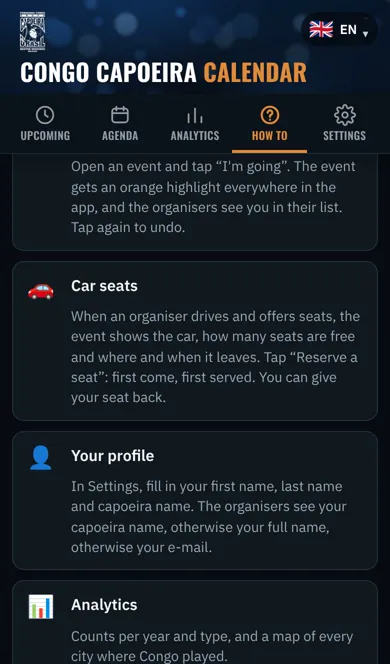 BRASIL
EN
CONGO CAPOEIRA CALENDAR
UPCOMING
AGENDA
ANALYTICS
HOW TO
SETTINGS
Open an event and tap “I'm going”. The event
gets an orange highlight everywhere in the
app, and the organisers see you in their list.
Tap again to undo.
Car seats
When an organiser drives and offers seats, the
event shows the car, how many seats are free
and where and when it leaves. Tap “Reserve a
seat”: first come, first served. You can give
your seat back.
Your profile
In Settings, fill in your first name, last name
and capoeira name. The organisers see your
capoeira name, otherwise your full name,
otherwise your e-mail.
Analytics
Counts per year and type, and a map of every
city where Congo played.